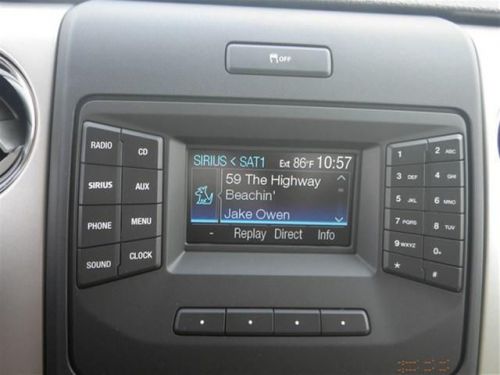 OFF
RADIO CD
SIRIUS AUX
PHONE MENU
SOUND CLOCK
SIRIUS < SAT1 Ext 86°F 10:57
59 The Highway
Beachin'
Jake Owen
- Replay Direct Info
1 2 ABC
3 DEF 4 GHI
5 JKL 6 MNO
7 PQRS 8 TUV
9 WXYZ 0+
* #